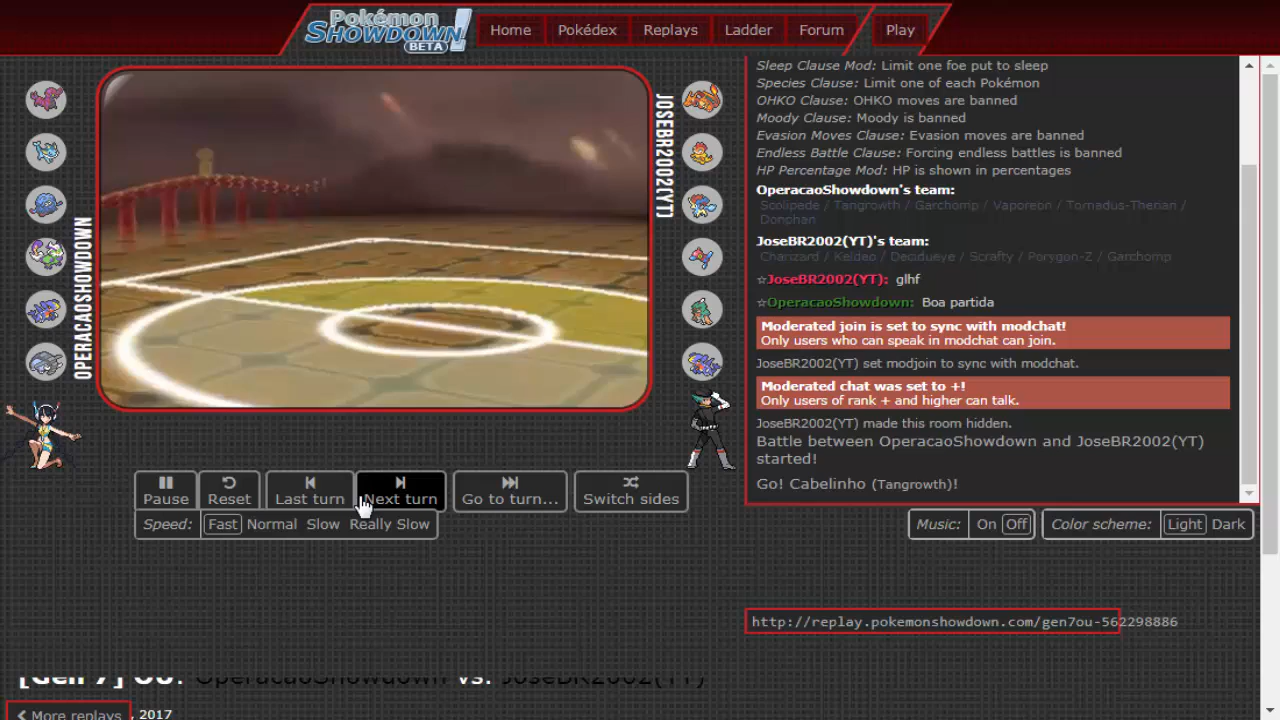 Pokémon
SHOWDOWN!
BETA
Home
Pokédex
Replays
Ladder
Forum
Play
OPERACAOSHOWDOWN
JOSEBR2002(YT)
Sleep Clause Mod: Limit one foe put to sleep
Species Clause: Limit one of each Pokémon
OHKO Clause: OHKO moves are banned
Moody Clause: Moody is banned
Evasion Moves Clause: Evasion moves are banned
Endless Battle Clause: Forcing endless battles is banned
HP Percentage Mod: HP is shown in percentages
OperacaoShowdown's team:
Scolipede / Tangrowth / Garchomp / Vaporeon / Tornadus-Therian /
Donphan
JoseBR2002(YT)'s team:
Charizard / Keldeo / Decidueye / Scrafty / Porygon-Z / Garchomp
☆JoseBR2002(YT): glhf
☆OperacaoShowdown: Boa partida
Moderated join is set to sync with modchat!
Only users who can speak in modchat can join.
JoseBR2002(YT) set modjoin to sync with modchat.
Moderated chat was set to +!
Only users of rank + and higher can talk.
JoseBR2002(YT) made this room hidden.
Battle between OperacaoShowdown and JoseBR2002(YT)
started!
Go! Cabelinho (Tangrowth)!
Pause
Reset
Last turn
Next turn
Go to turn...
Switch sides
Speed: Fast Normal Slow Really Slow
Music: On Off
Color scheme: Light Dark
http://replay.pokemonshowdown.com/gen7ou-562298886
[Gen 7] OU: OperacaoShowdown vs. JoseBR2002(YT)
More replays , 2017